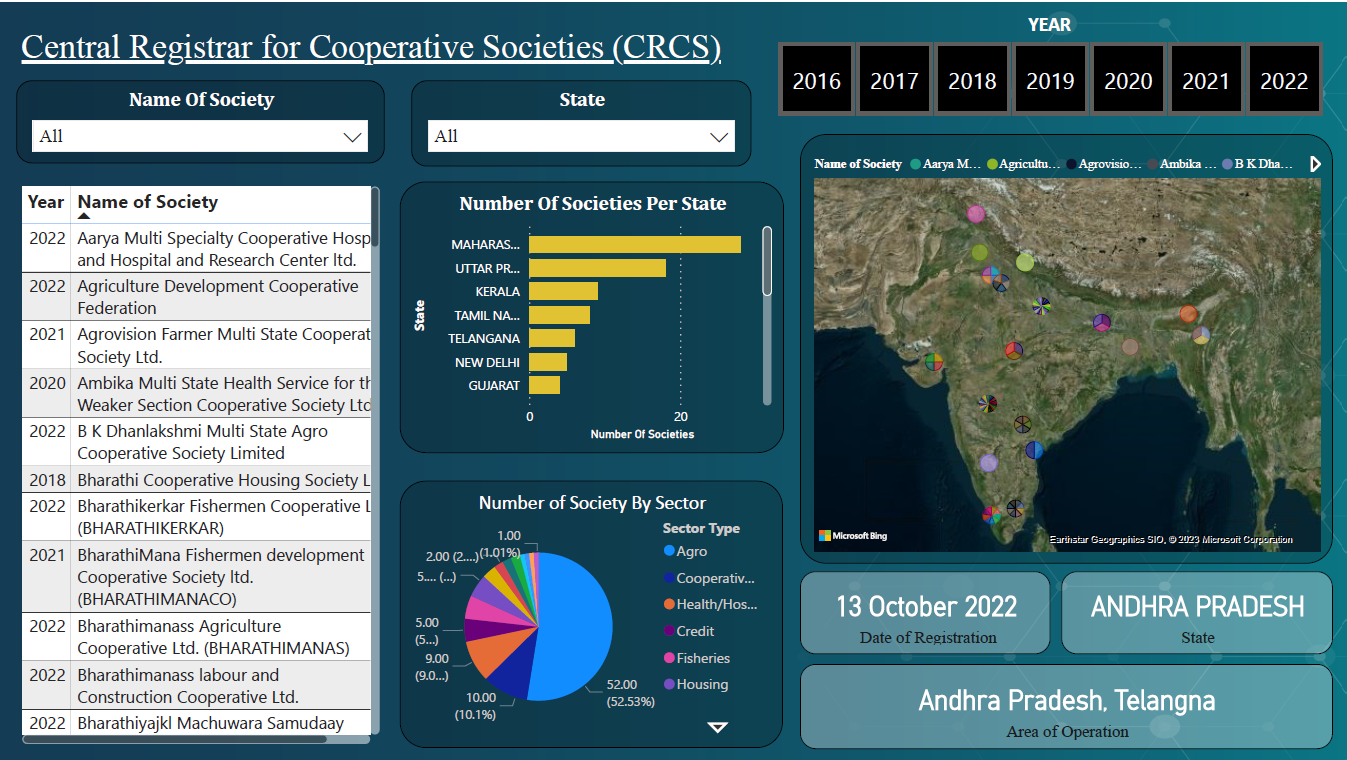 Central Registrar for Cooperative Societies (CRCS)
YEAR
2016 2017 2018 2019 2020 2021 2022
Name Of Society
All
State
All
Year Name of Society
2022 Aarya Multi Specialty Cooperative Hosp
and Hospital and Research Center ltd.
2022 Agriculture Development Cooperative
Federation
2021 Agrovision Farmer Multi State Cooperat
Society Ltd.
2020 Ambika Multi State Health Service for th
Weaker Section Cooperative Society Ltd
2022 B K Dhanlakshmi Multi State Agro
Cooperative Society Limited
2018 Bharathi Cooperative Housing Society L
2022 Bharathikerkar Fishermen Cooperative L
(BHARATHIKERKAR)
2021 BharathiMana Fishermen development
Cooperative Society ltd.
(BHARATHIMANACO)
2022 Bharathimanass Agriculture
Cooperative Ltd. (BHARATHIMANAS)
2022 Bharathimanass labour and
Construction Cooperative Ltd.
2022 Bharathiyajkl Machuwara Samudaay
Number Of Societies Per State
State
MAHARAS...
UTTAR PR...
KERALA
TAMIL NA...
TELANGANA
NEW DELHI
GUJARAT
0 20
Number Of Societies
Number of Society By Sector
1.00
(1.01%)
2.00 (2....)
5.... (...)
5.00
(5...)
9.00
(9.0...)
10.00
(10.1%)
52.00
(52.53%)
Sector Type
Agro
Cooperativ...
Health/Hos...
Credit
Fisheries
Housing
Name of Society Aarya M... Agricultu... Agrovisio... Ambika ... B K Dha...
Microsoft Bing
Earthstar Geographics SIO, © 2023 Microsoft Corporation
13 October 2022
Date of Registration
ANDHRA PRADESH
State
Andhra Pradesh, Telangna
Area of Operation